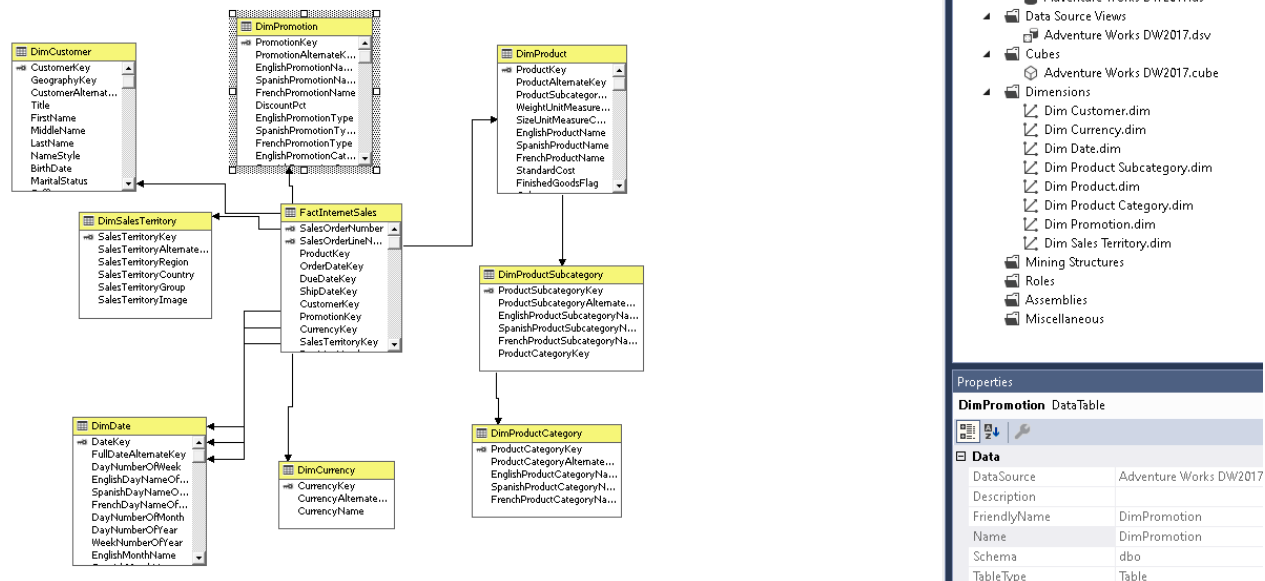 DimCustomer
CustomerKey
GeographyKey
CustomerAlternat...
Title
FirstName
MiddleName
LastName
NameStyle
BirthDate
MaritalStatus
DimPromotion
PromotionKey
PromotionAlternateK...
EnglishPromotionNa...
SpanishPromotionNa...
FrenchPromotionName
DiscountPct
EnglishPromotionType
SpanishPromotionTy...
FrenchPromotionType
EnglishPromotionCat...
DimProduct
ProductKey
ProductAlternateKey
ProductSubcategor...
WeightUnitMeasure...
SizeUnitMeasureC...
EnglishProductName
SpanishProductName
FrenchProductName
StandardCost
FinishedGoodsFlag
DimSalesTerritory
SalesTerritoryKey
SalesTerritoryAlternate...
SalesTerritoryRegion
SalesTerritoryCountry
SalesTerritoryGroup
SalesTerritoryImage
FactInternetSales
SalesOrderNumber
SalesOrderLineN...
ProductKey
OrderDateKey
DueDateKey
ShipDateKey
CustomerKey
PromotionKey
CurrencyKey
SalesTerritoryKey
DimProductSubcategory
ProductSubcategoryKey
ProductSubcategoryAlternate...
EnglishProductSubcategoryNa...
SpanishProductSubcategoryN...
FrenchProductSubcategoryNa...
ProductCategoryKey
DimDate
DateKey
FullDateAlternateKey
DayNumberOfWeek
EnglishDayNameOf...
SpanishDayNameO...
FrenchDayNameOf...
DayNumberOfMonth
DayNumberOfYear
WeekNumberOfYear
EnglishMonthName
DimCurrency
CurrencyKey
CurrencyAlternate...
CurrencyName
DimProductCategory
ProductCategoryKey
ProductCategoryAlternate...
EnglishProductCategoryNa...
SpanishProductCategoryN...
FrenchProductCategoryNa...
Data Source Views
Adventure Works DW2017.dsv
Cubes
Adventure Works DW2017.cube
Dimensions
Dim Customer.dim
Dim Currency.dim
Dim Date.dim
Dim Product Subcategory.dim
Dim Product.dim
Dim Product Category.dim
Dim Promotion.dim
Dim Sales Territory.dim
Mining Structures
Roles
Assemblies
Miscellaneous
Properties
DimPromotion DataTable
Data
DataSource Adventure Works DW2017
Description
FriendlyName DimPromotion
Name DimPromotion
Schema dbo
TableType Table